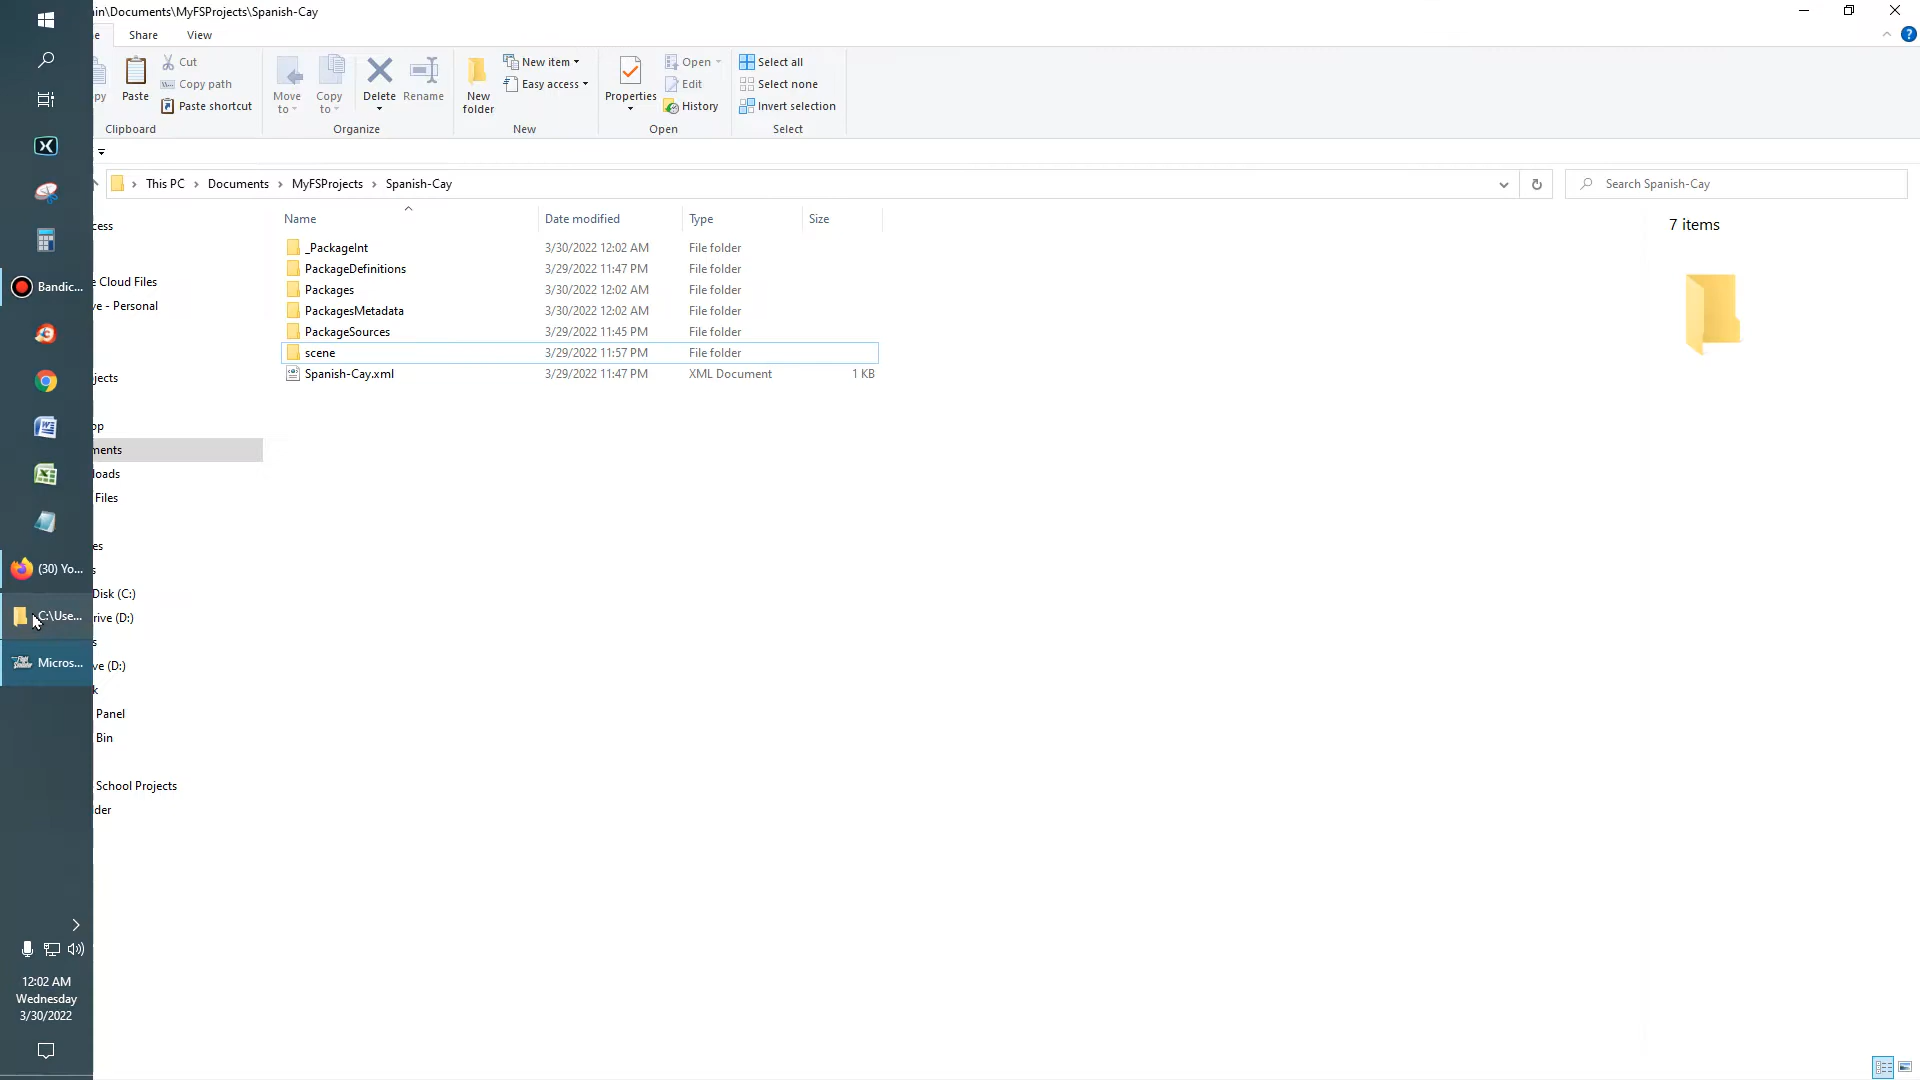 in\Documents\MyFSProjects\Spanish-Cay
e
Share
View
py
Paste
Cut
Copy path
Paste shortcut
Move to
Copy to
Delete
Rename
New folder
New item
Easy access
Properties
Open
Edit
History
Select all
Select none
Invert selection
Clipboard
Organize
New
Open
Select
This PC > Documents > MyFSProjects > Spanish-Cay
Search Spanish-Cay
Name Date modified Type Size
_PackageInt 3/30/2022 12:02 AM File folder
PackageDefinitions 3/29/2022 11:47 PM File folder
Packages 3/30/2022 12:02 AM File folder
PackagesMetadata 3/30/2022 12:02 AM File folder
PackageSources 3/29/2022 11:45 PM File folder
scene 3/29/2022 11:57 PM File folder
Spanish-Cay.xml 3/29/2022 11:47 PM XML Document 1 KB
7 items
cess
e Cloud Files
ve - Personal
jects
op
ments
loads
Files
es
s
Disk (C:)
rive (D:)
s
ve (D:)
k
Panel
Bin
School Projects
der
Bandic...
(30) Yo...
C:\Use...
Micros...
12:02 AM
Wednesday
3/30/2022